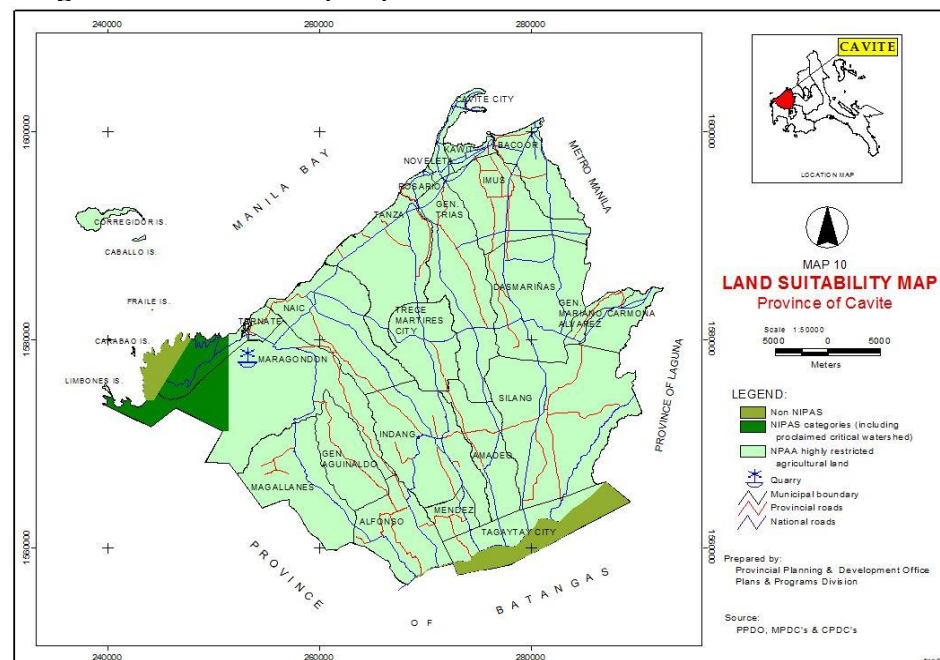 240000
260000
280000
CAVITE
LOCATION MAP
1600000
1600000
CAVITE CITY
KAWIT
BACOOR
NOVELETA
METRO MANILA
MANILA BAY
ROSARIO
IMUS
TANZA
GEN.
TRIAS
CORREGIDOR IS.
CABALLO IS.
MAP 10
LAND SUITABILITY MAP
Province of Cavite
DASMARIÑAS
FRAILE IS.
NAIC
TRECE
MARTIRES
CITY
GEN.
MARIANO
ALVAREZ
CARMONA
TERNATE
Scale 1:50000
5000 0 5000
Meters
CARABAO IS.
MARAGONDON
LIMBONES IS.
SILANG
PROVINCE OF LAGUNA
INDANG
AMADEO
GEN.
AGUINALDO
MAGALLANES
ALFONSO
MENDEZ
TAGAYTAY CITY
PROVINCE
OF
BATANGAS
LEGEND:
Non NIPAS
NIPAS categories (including
proclaimed critical watershed)
NPAA highly restricted
agricultural land
Quarry
Municipal boundary
Provincial roads
National roads
Prepared by:
Provincial Planning & Development Office
Plans & Programs Division
Source:
PPDO, MPDC's & CPDC's
240000
260000
280000